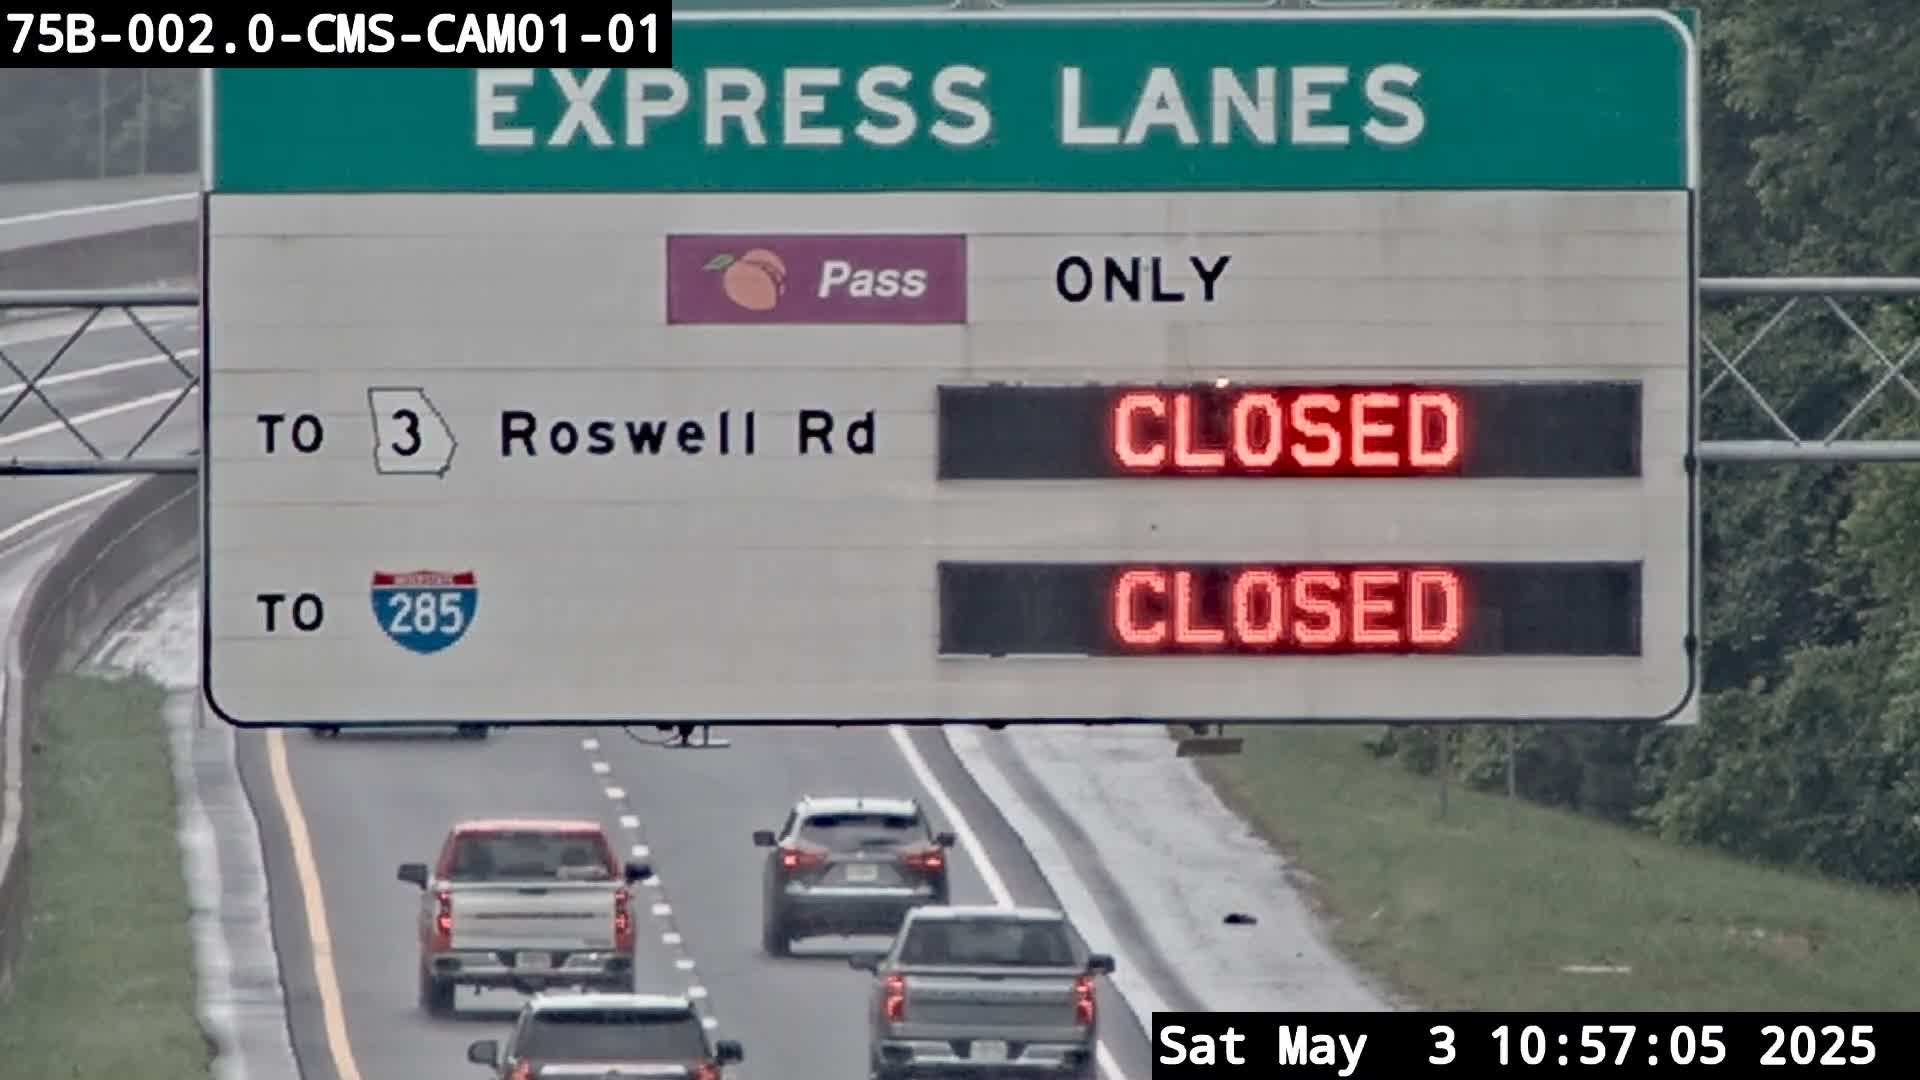 75B-002.0-CMS-CAM01-01
EXPRESS LANES
Pass ONLY
TO 3 Roswell Rd CLOSED
INTERSTATE
TO 285 CLOSED
Sat May 3 10:57:05 2025